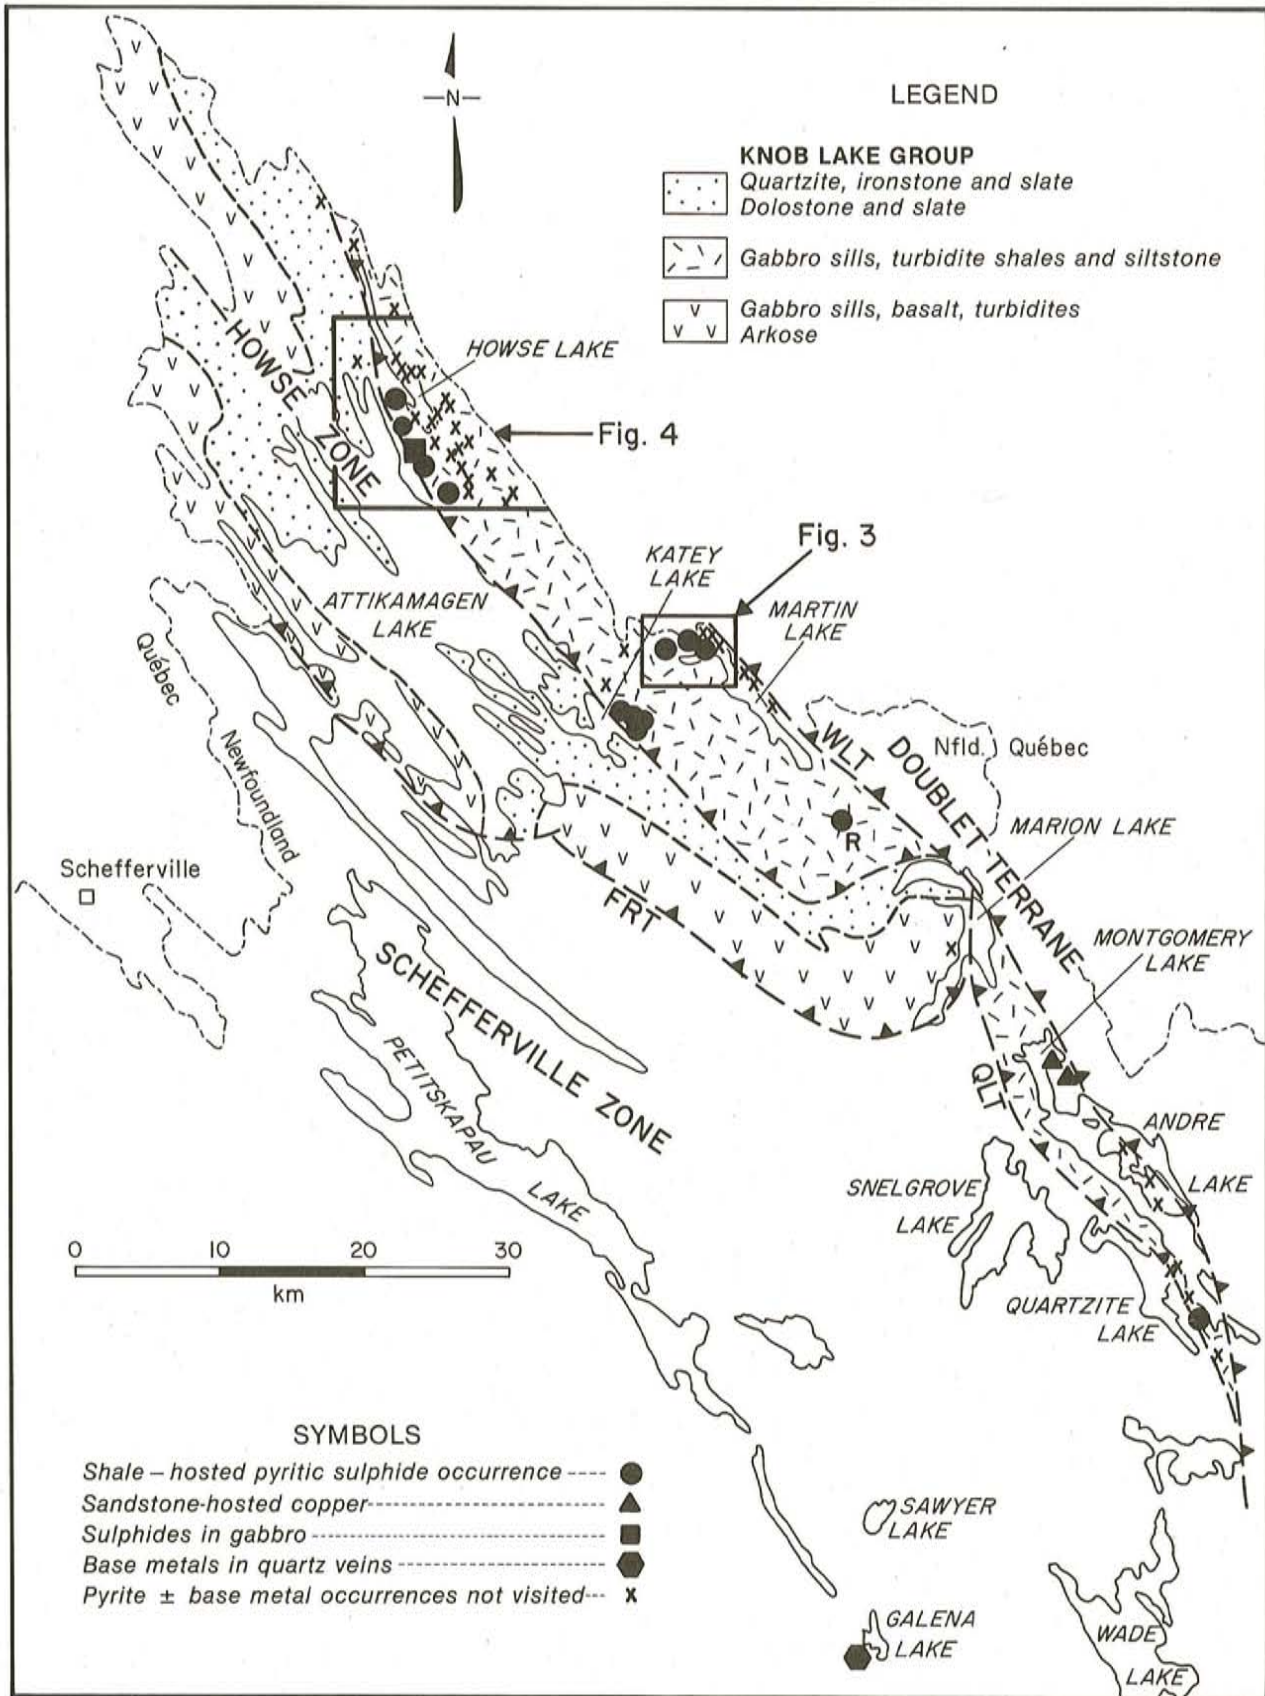 N
LEGEND
KNOB LAKE GROUP
Quartzite, ironstone and slate
Dolostone and slate
Gabbro sills, turbidite shales and siltstone
Gabbro sills, basalt, turbidites
Arkose
HOWSE LAKE
HOWSE ZONE
Fig. 4
Fig. 3
KATEY
LAKE
MARTIN
LAKE
ATTIKAMAGEN
LAKE
Québec
Newfoundland
WLT
DOUBLET TERRANE
Nfld.
Québec
MARION LAKE
R
Schefferville
FRT
MONTGOMERY
LAKE
SCHEFFERVILLE ZONE
PETITSKAPAU LAKE
QLT
ANDRE
LAKE
SNELGROVE
LAKE
QUARTZITE
LAKE
0 10 20 30
km
SYMBOLS
Shale – hosted pyritic sulphide occurrence ----
Sandstone-hosted copper
Sulphides in gabbro
Base metals in quartz veins
Pyrite ± base metal occurrences not visited--- x
SAWYER
LAKE
GALENA
LAKE
WADE
LAKE